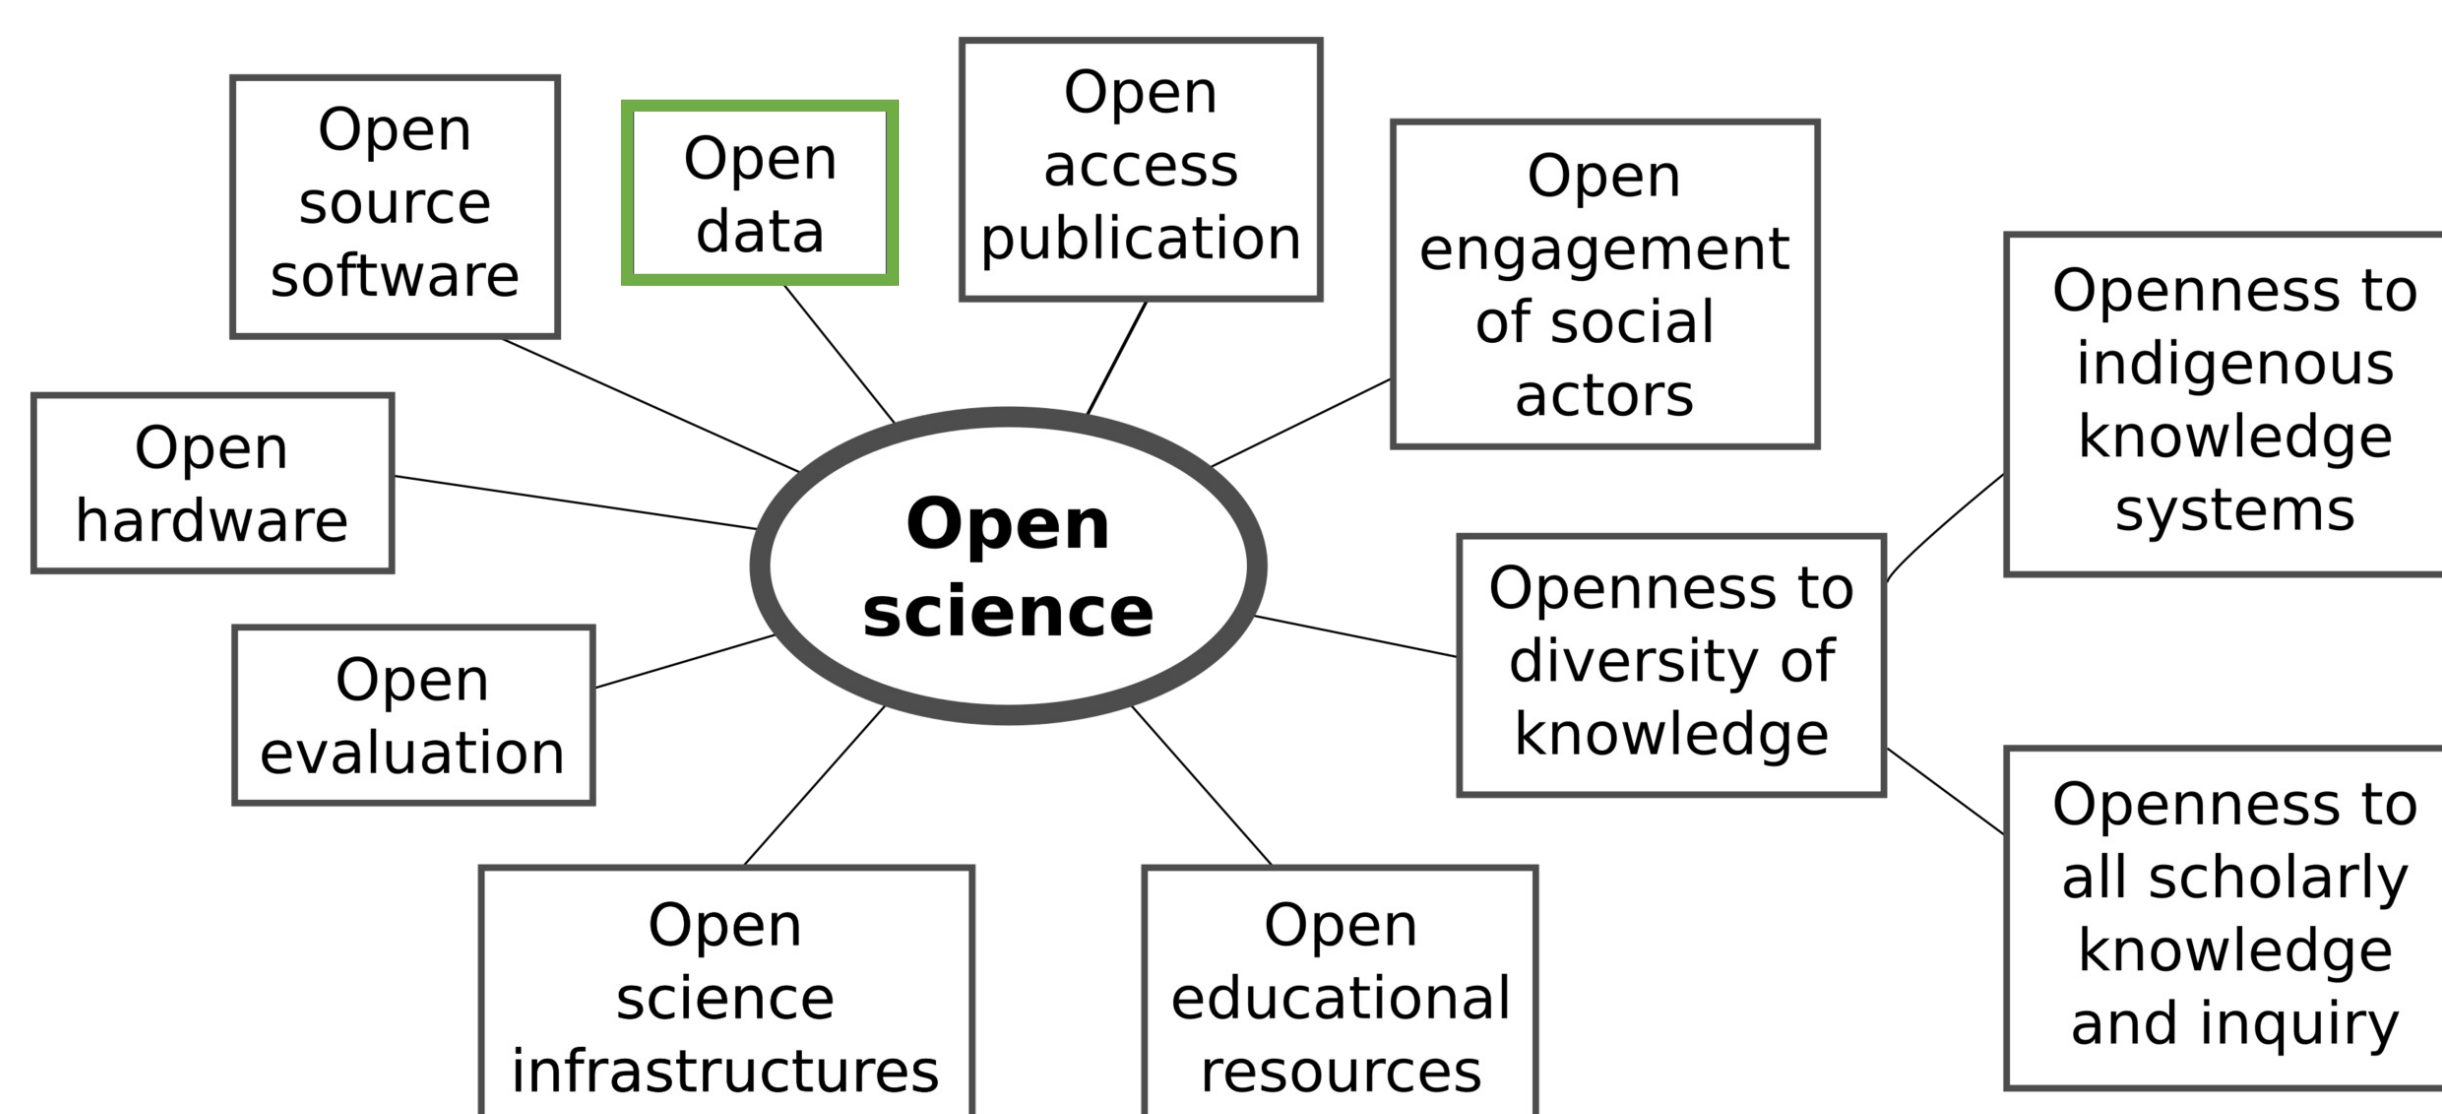 Open
source
software
Open
data
Open
access
publication
Open
engagement
of social
actors
Openness to
indigenous
knowledge
systems
Open
hardware
Open
science
Openness to
diversity of
knowledge
Open
evaluation
Openness to
all scholarly
knowledge
and inquiry
Open
science
infrastructures
Open
educational
resources